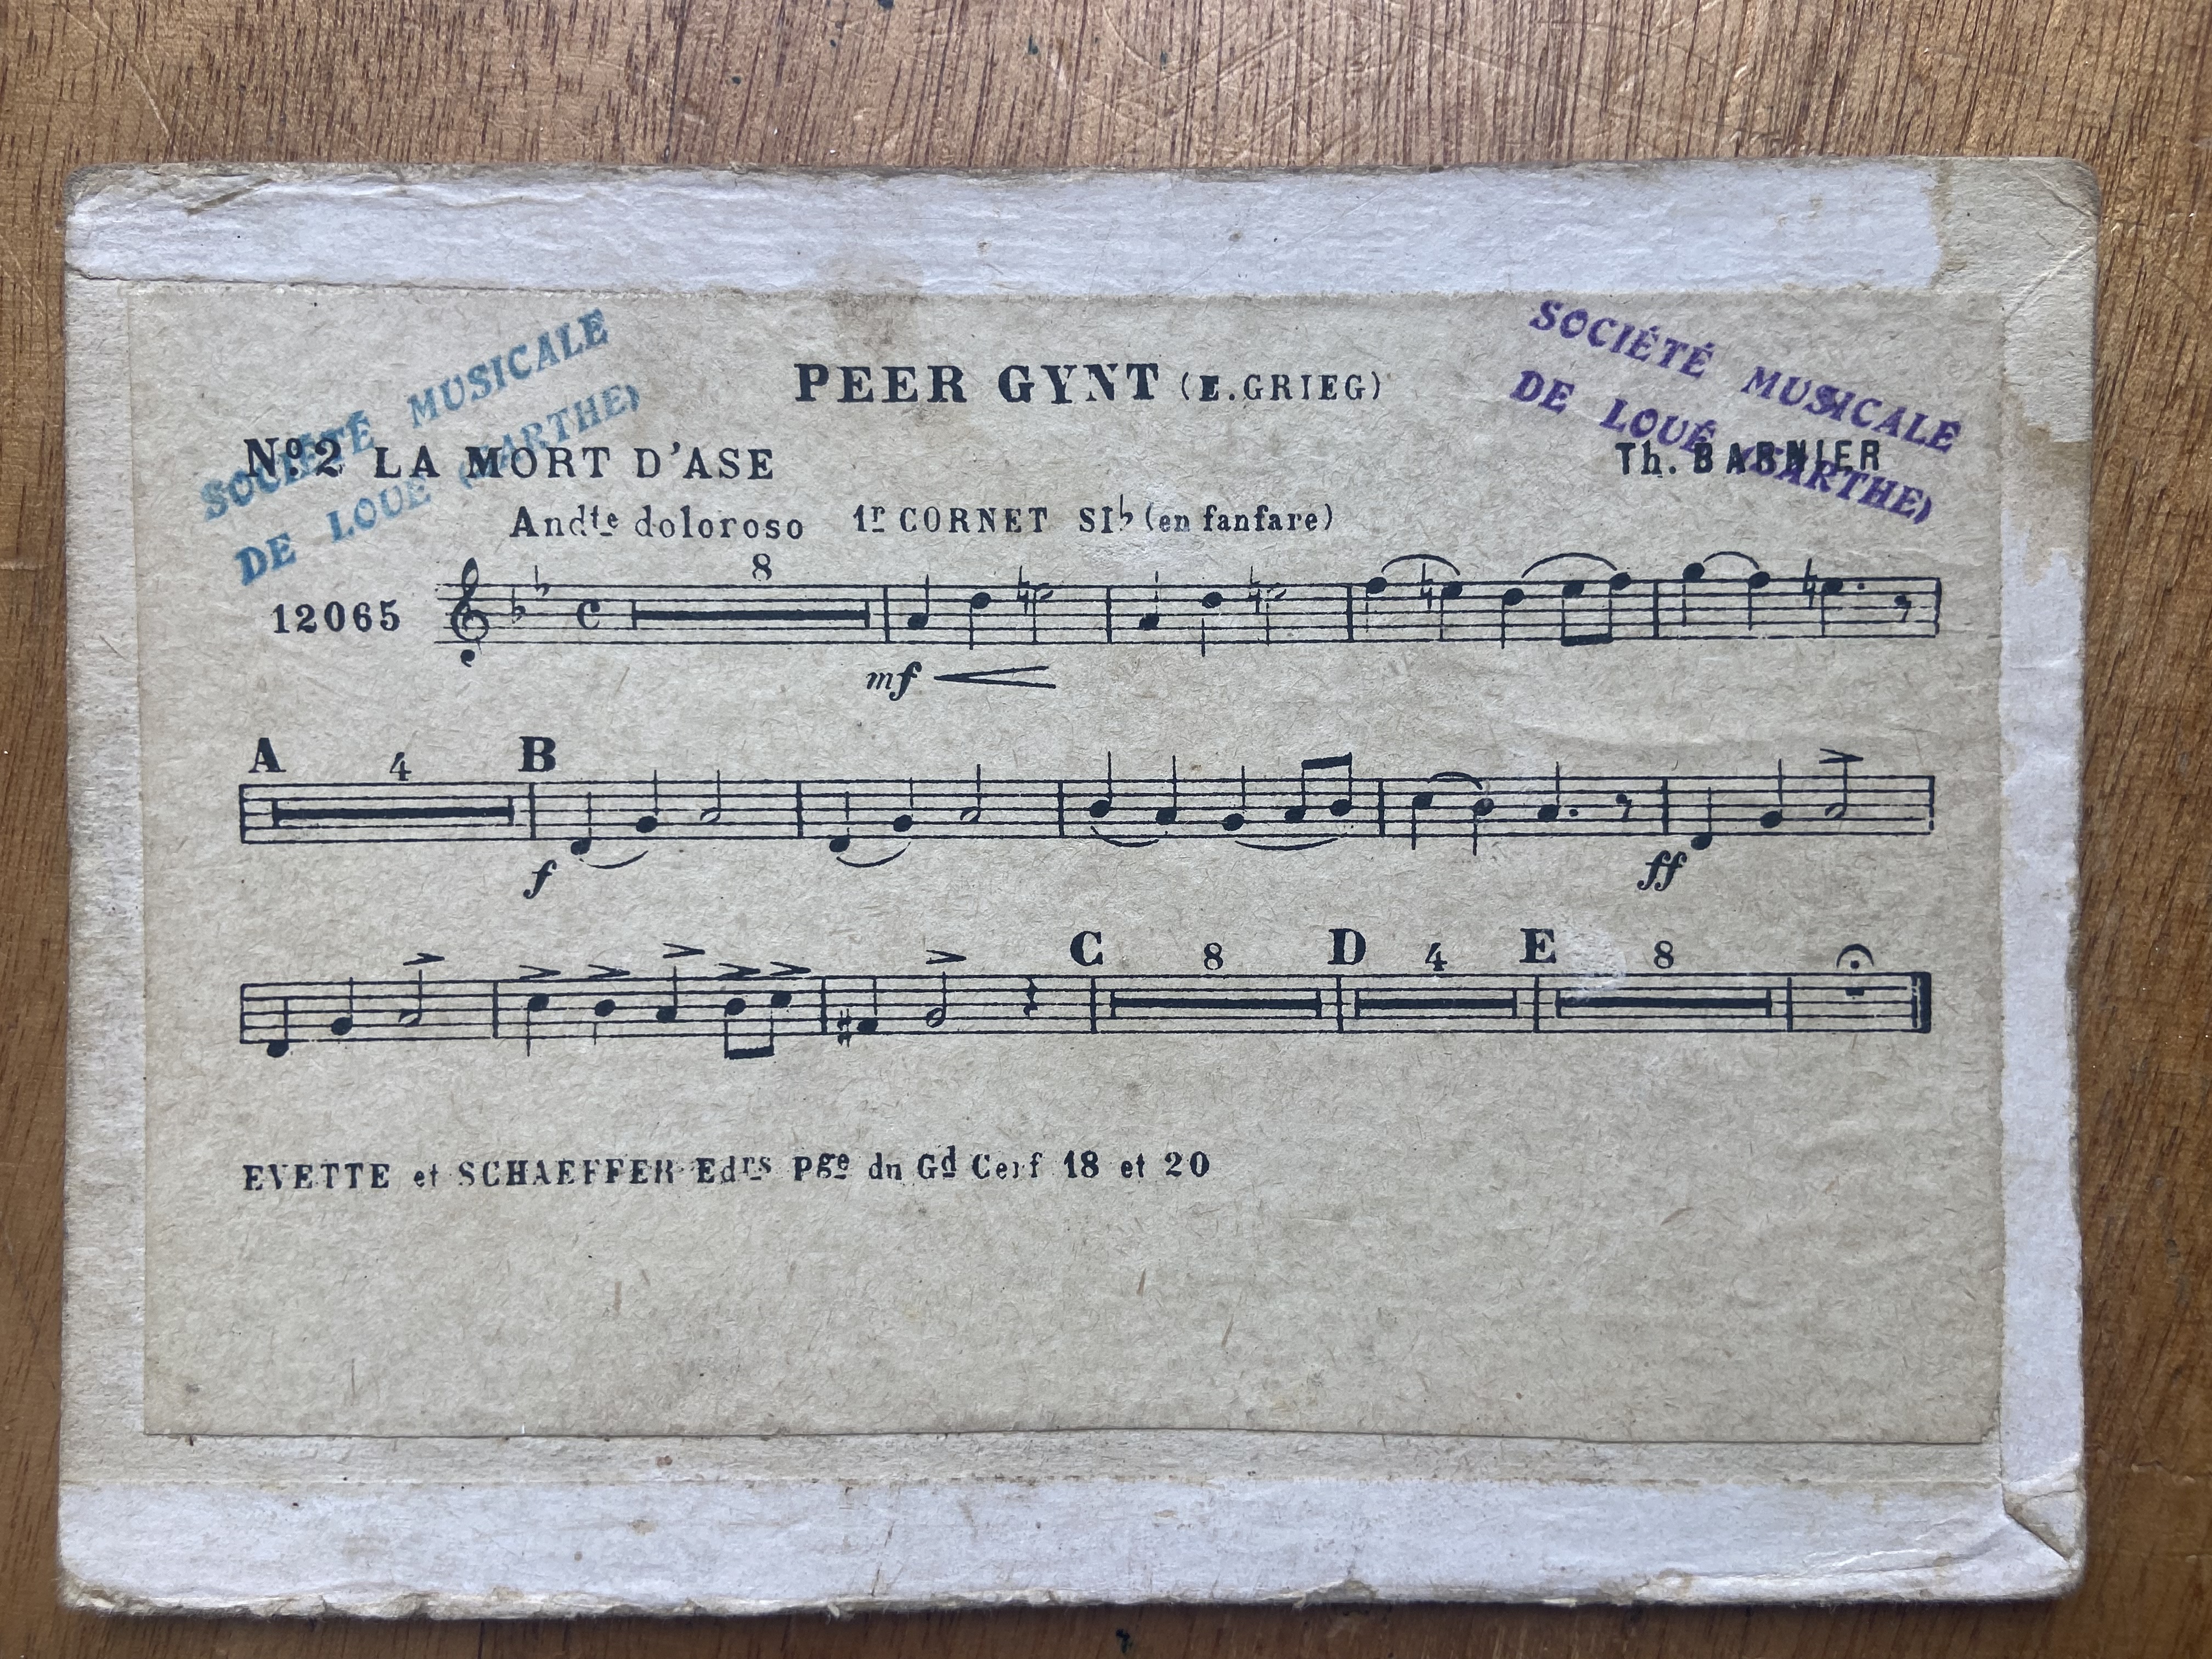 SOCIÉTÉ MUSICALE
DE LOUÉ (SARTHE)
SOCIÉTÉ MUSICALE
DE LOUÉ (SARTHE)
PEER GYNT (E.GRIEG)
Nº2 LA MORT D'ASE
Th. BARNIER
Andte doloroso 1r CORNET SI♭ (en fanfare)
8
12065
mf
A 4 B
f ff
C 8 D 4 E 8
EVETTE et SCHAEFFER Edrs Pge du Gd Cerf 18 et 20